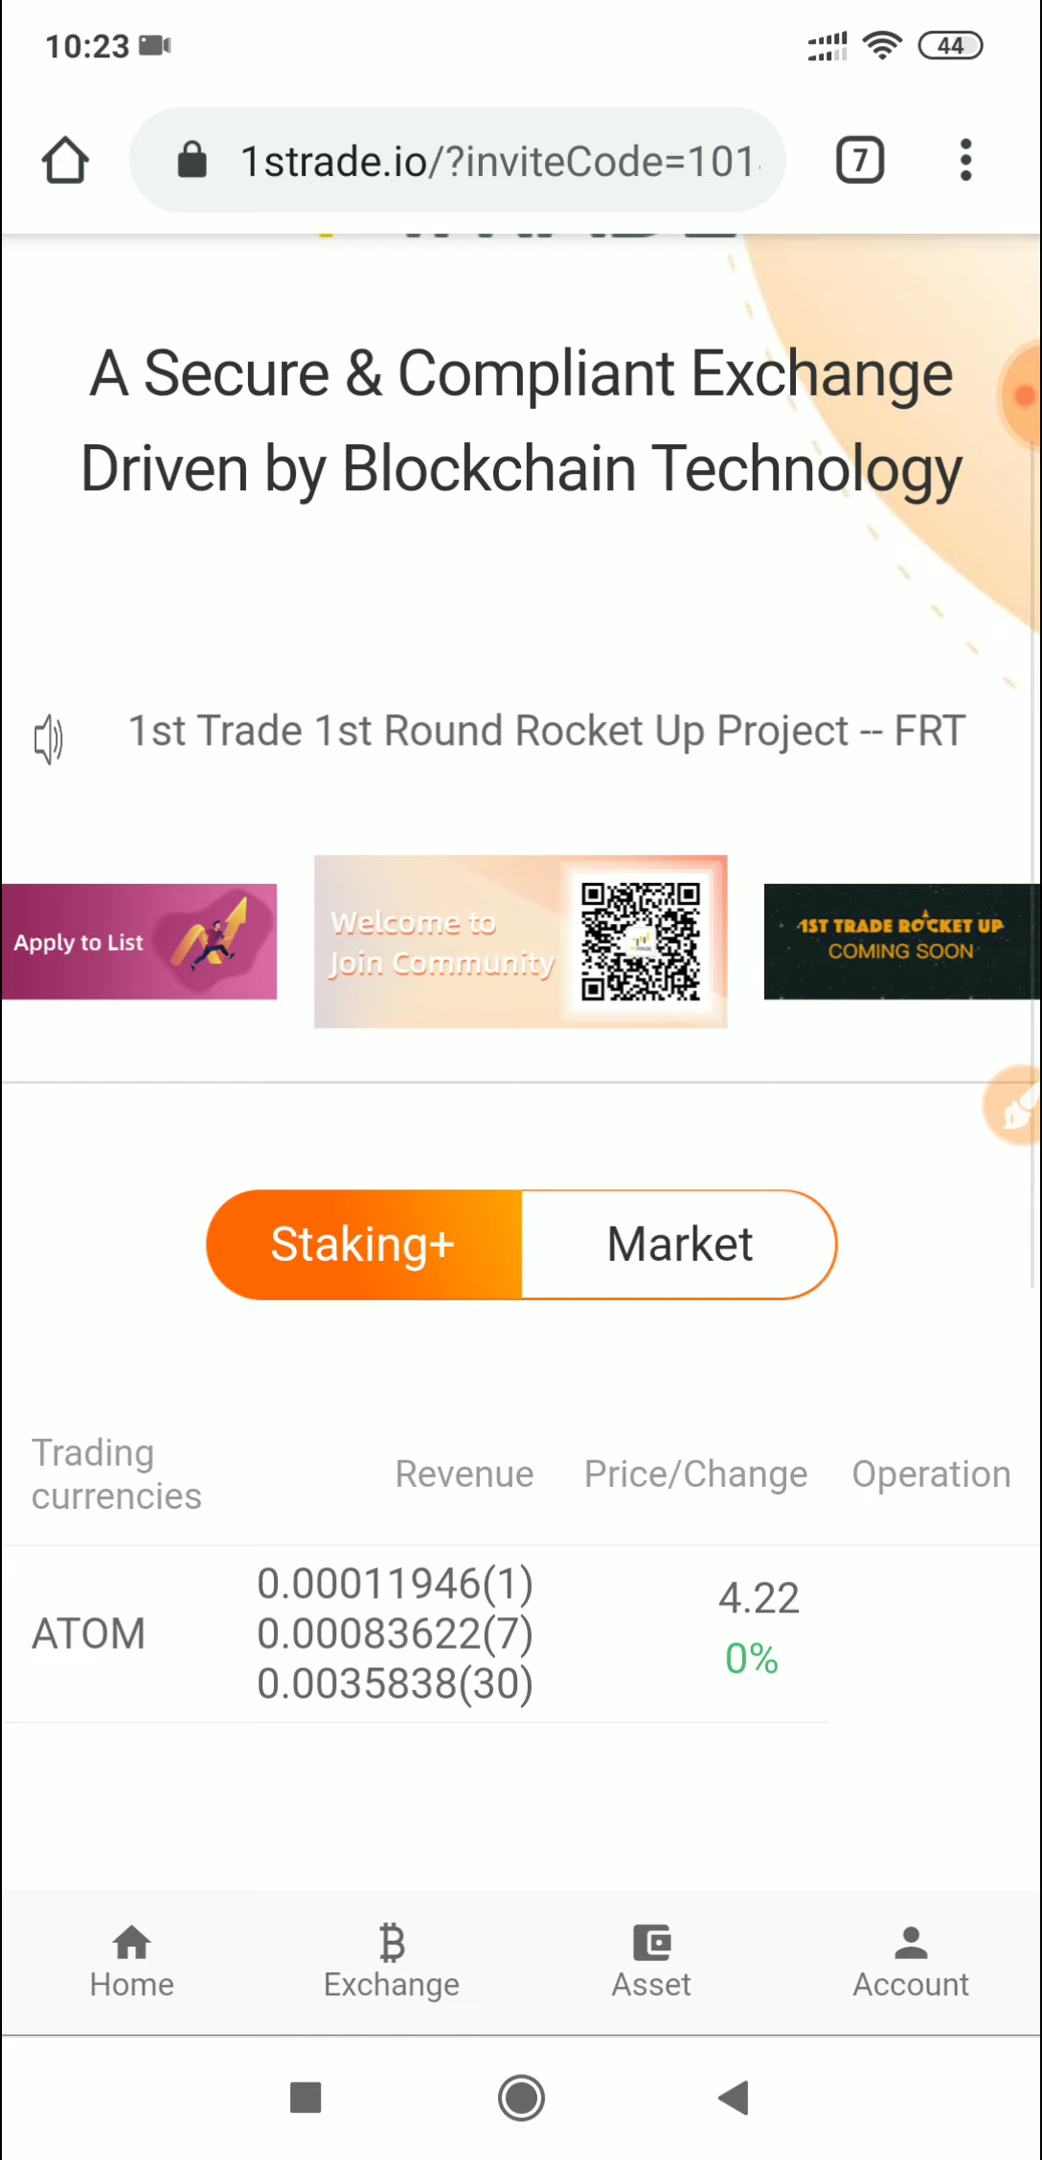 10:23
44
1strade.io/?inviteCode=101
7
A Secure & Compliant Exchange
Driven by Blockchain Technology
1st Trade 1st Round Rocket Up Project -- FRT
Apply to List
Welcome to
Join Community
1ST TRADE ROCKET UP
COMING SOON
Staking+
Market
Trading
currencies
Revenue
Price/Change
Operation
ATOM
0.00011946(1)
0.00083622(7)
0.0035838(30)
4.22
0%
Home
Exchange
Asset
Account